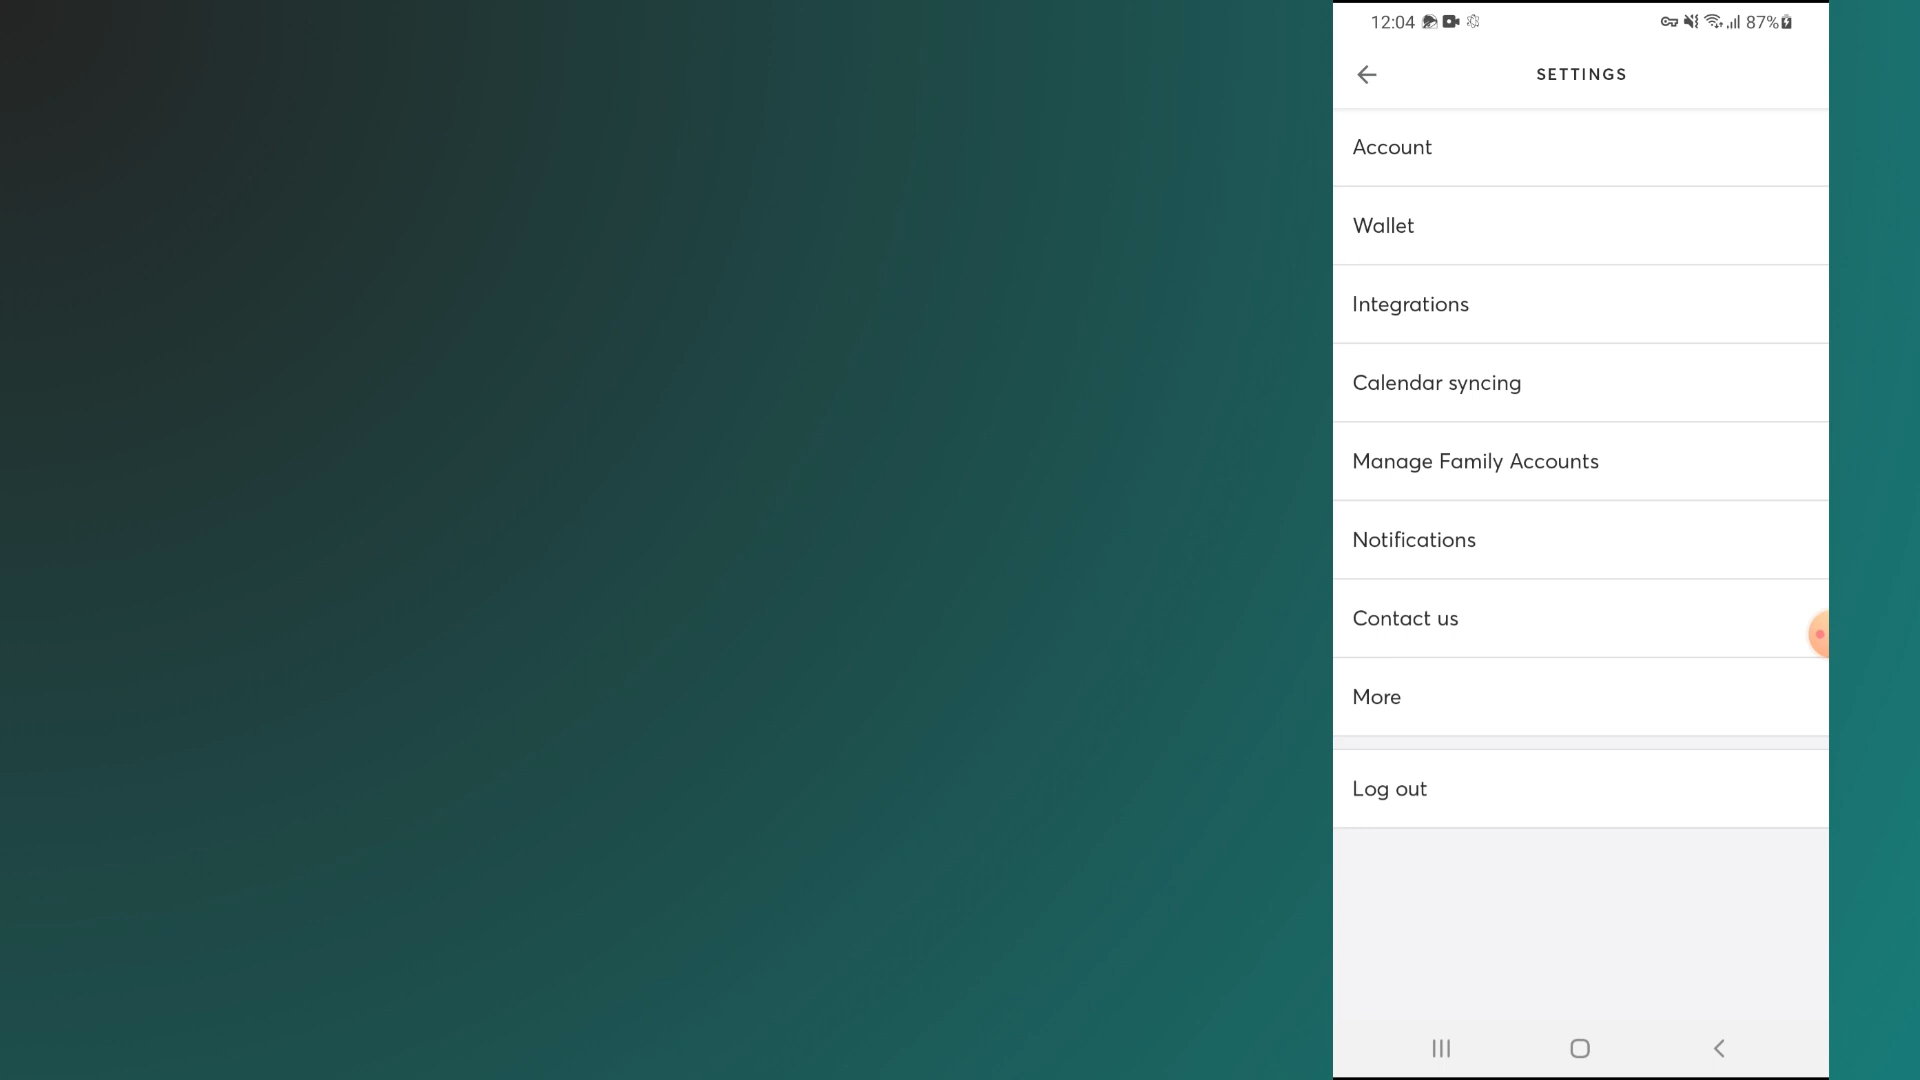 12:04 87%
SETTINGS
Account
Wallet
Integrations
Calendar syncing
Manage Family Accounts
Notifications
Contact us
More
Log out